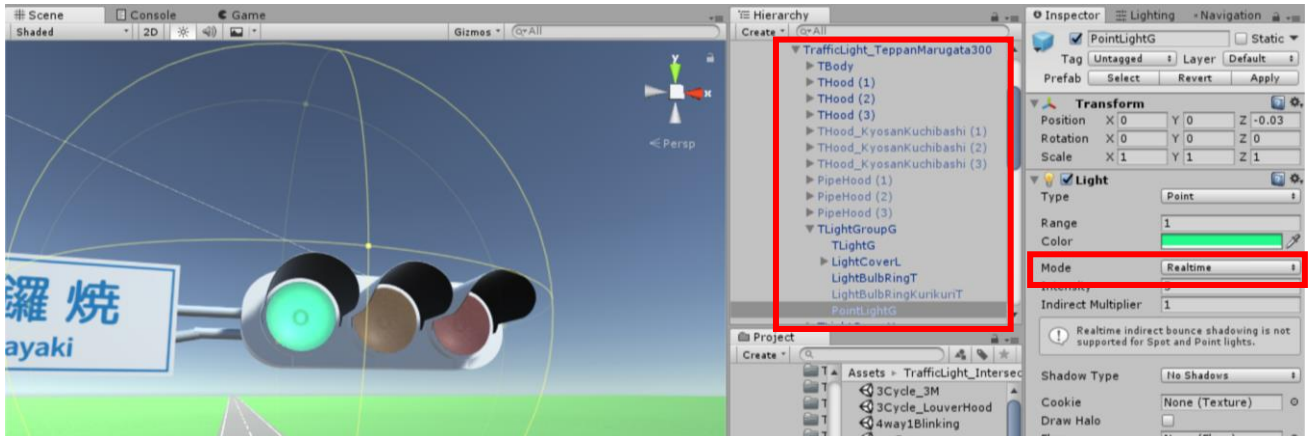 Scene
Console
Game
Shaded
2D
Gizmos
All
y
x
Persp
鑼焼
ayaki
Hierarchy
Create
All
TrafficLight_TeppanMarugata300
TBody
THood (1)
THood (2)
THood (3)
THood_KyosanKuchibashi (1)
THood_KyosanKuchibashi (2)
THood_KyosanKuchibashi (3)
PipeHood (1)
PipeHood (2)
PipeHood (3)
TLightGroupG
TLightG
LightCoverL
LightBulbRingT
LightBulbRingKurikuriT
PointLightG
Project
Create
Assets ▸ TrafficLight_Intersec
3Cycle_3M
3Cycle_LouverHood
4way1Blinking
Inspector
Lighting
Navigation
PointLightG
Static
Tag Untagged
Layer Default
Prefab Select Revert Apply
Transform
Position X 0 Y 0 Z -0.03
Rotation X 0 Y 0 Z 0
Scale X 1 Y 1 Z 1
Light
Type Point
Range 1
Color
Mode Realtime
Indirect Multiplier 1
Realtime indirect bounce shadowing is not
supported for Spot and Point lights.
Shadow Type No Shadows
Cookie None (Texture)
Draw Halo